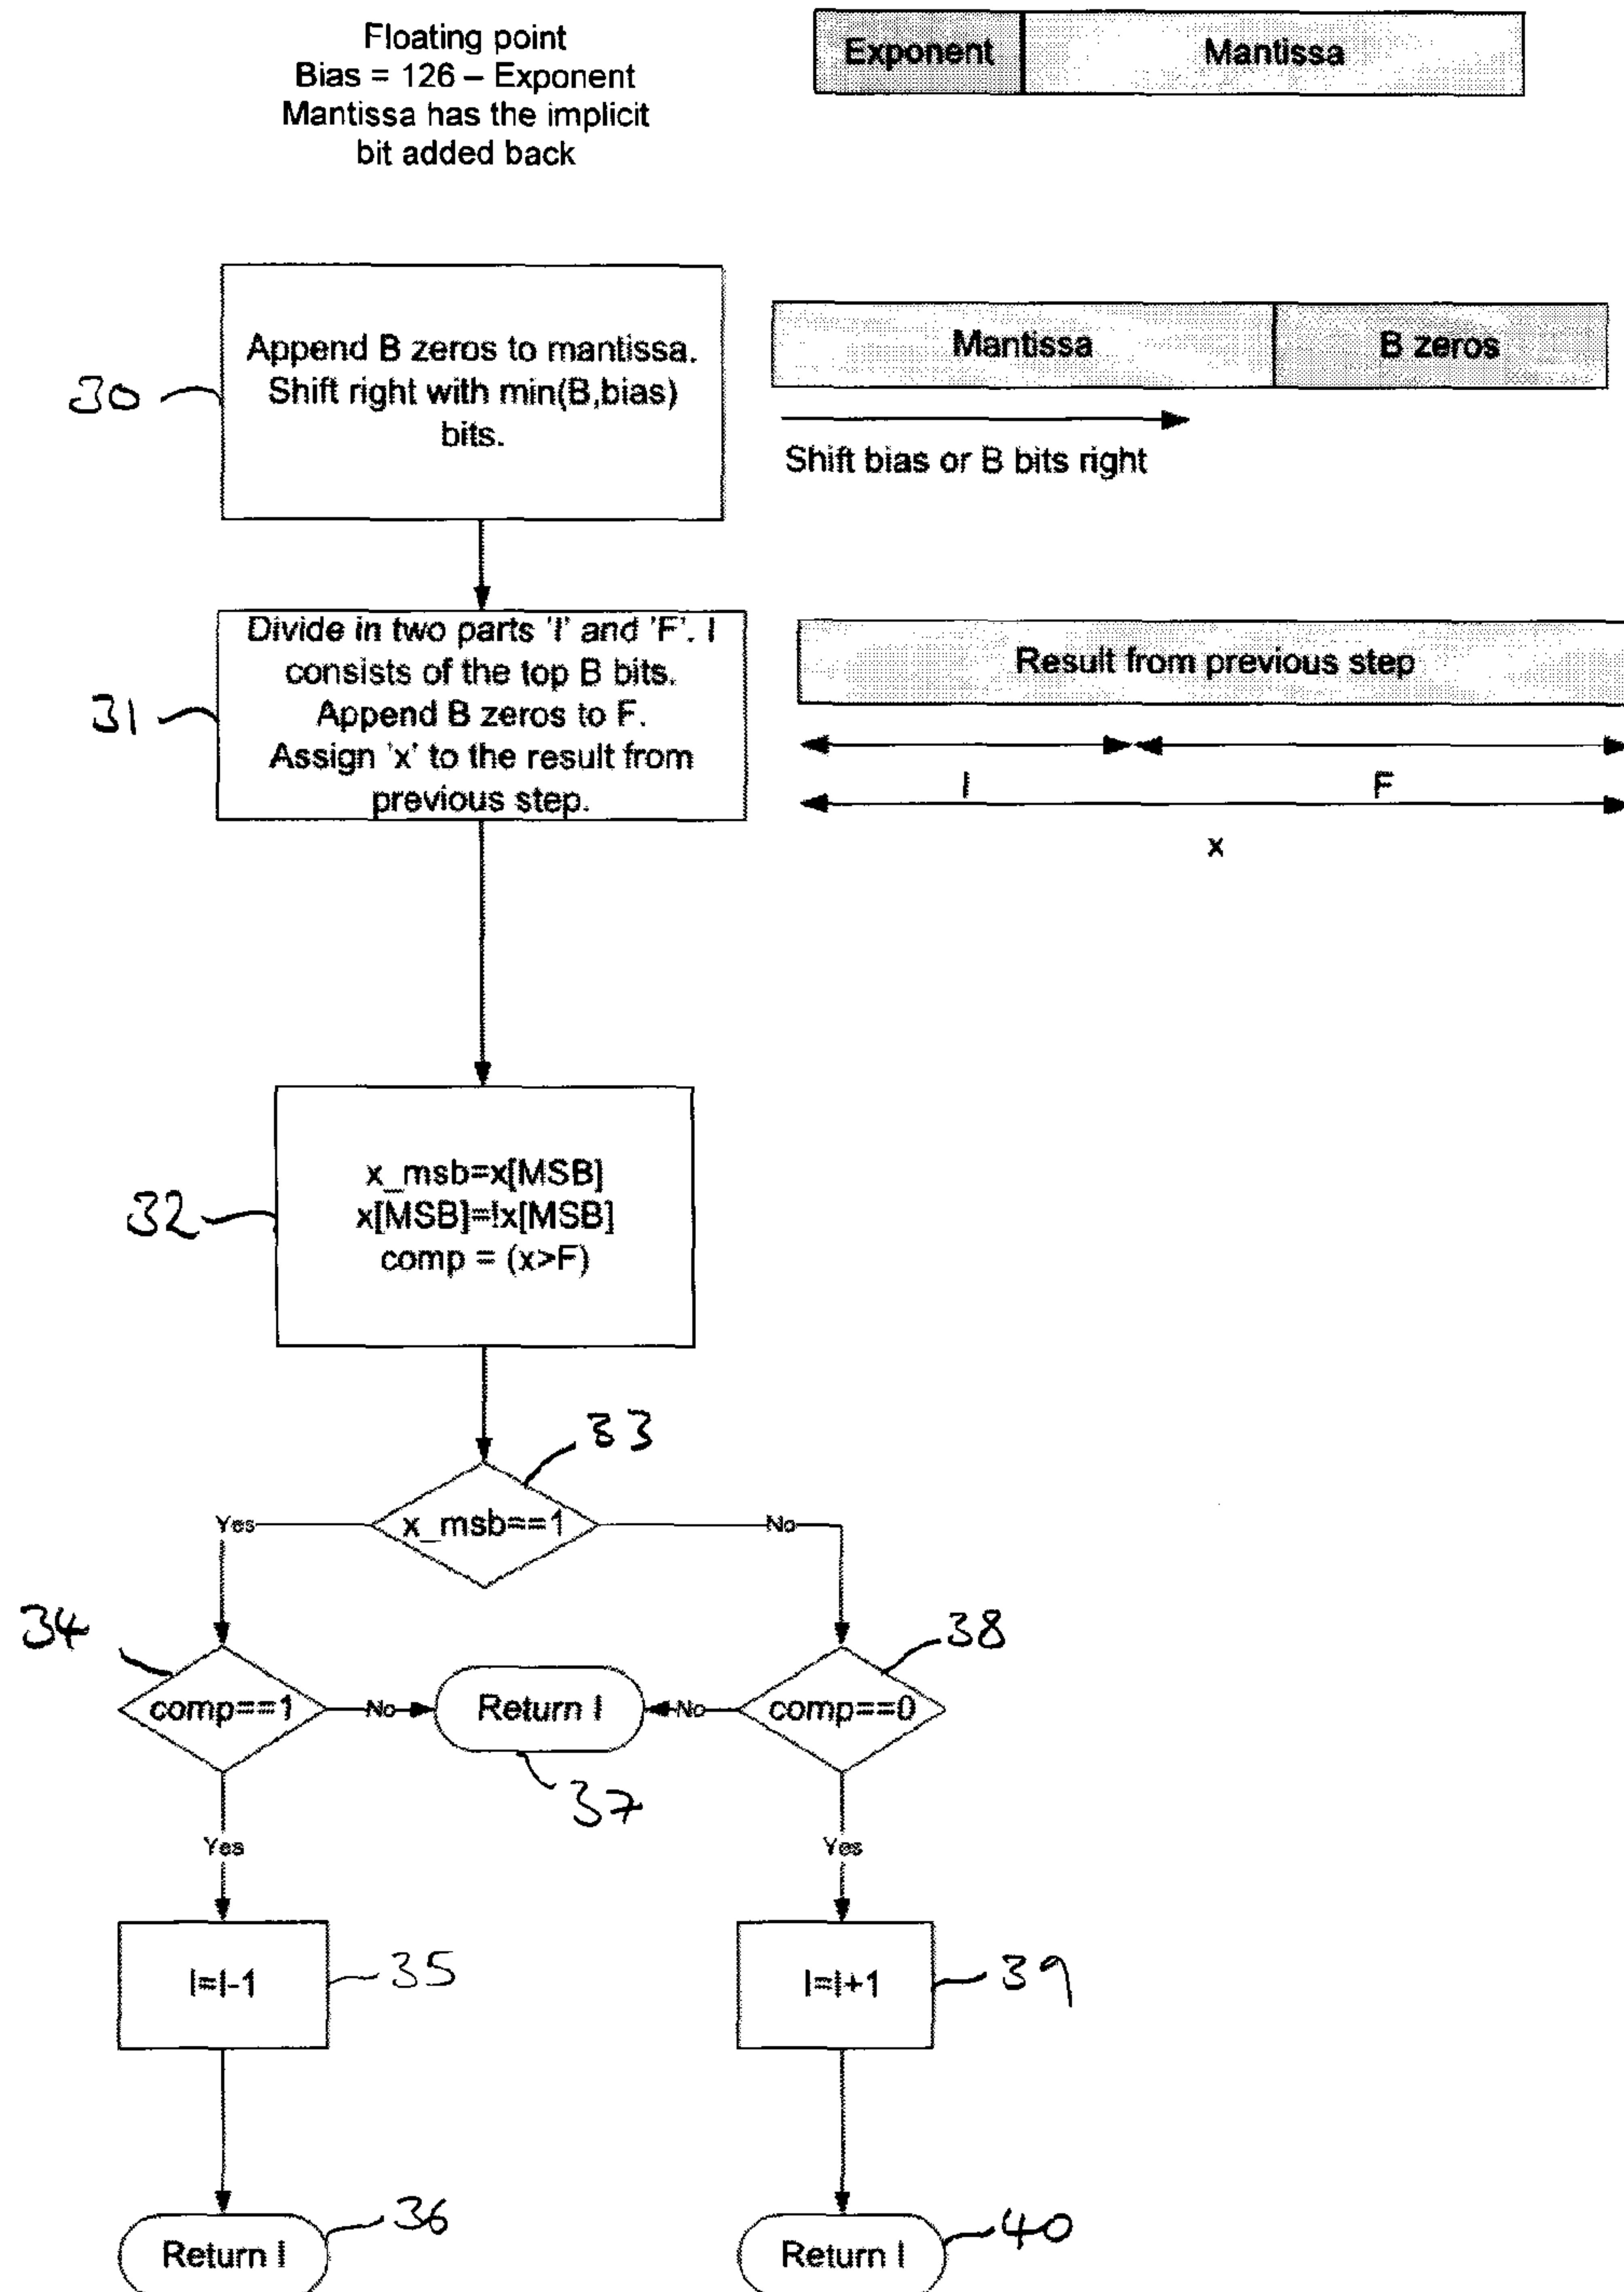 Floating point
Bias = 126 – Exponent
Mantissa has the implicit
bit added back
Exponent
Mantissa
Append B zeros to mantissa.
Shift right with min(B,bias)
bits.
30
Mantissa
B zeros
Shift bias or B bits right
Divide in two parts 'I' and 'F'. I
consists of the top B bits.
Append B zeros to F.
Assign 'x' to the result from
previous step.
31
Result from previous step
I
F
x
x_msb=x[MSB]
x[MSB]=!x[MSB]
comp = (x>F)
32
33
x_msb==1
Yes
No
34
comp==1
No
Return I
37
No
comp==0
38
Yes
Yes
I=I-1
35
I=I+1
39
Return I
36
Return I
40